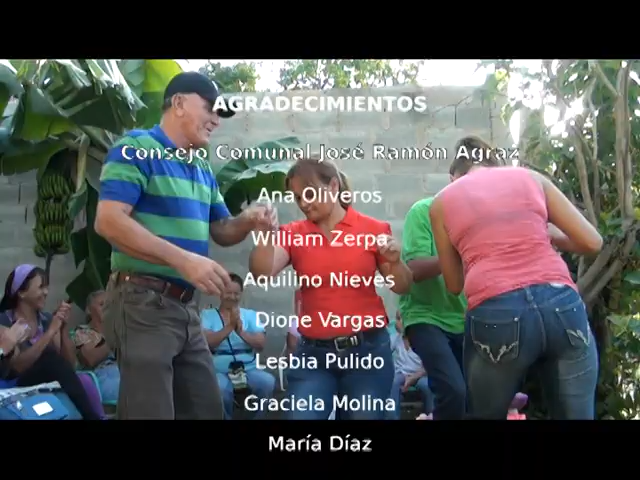 AGRADECIMIENTOS
Consejo Comunal José Ramón Agraz
Ana Oliveros
William Zerpa
Aquilino Nieves
Dione Vargas
Lesbia Pulido
Graciela Molina
María Díaz